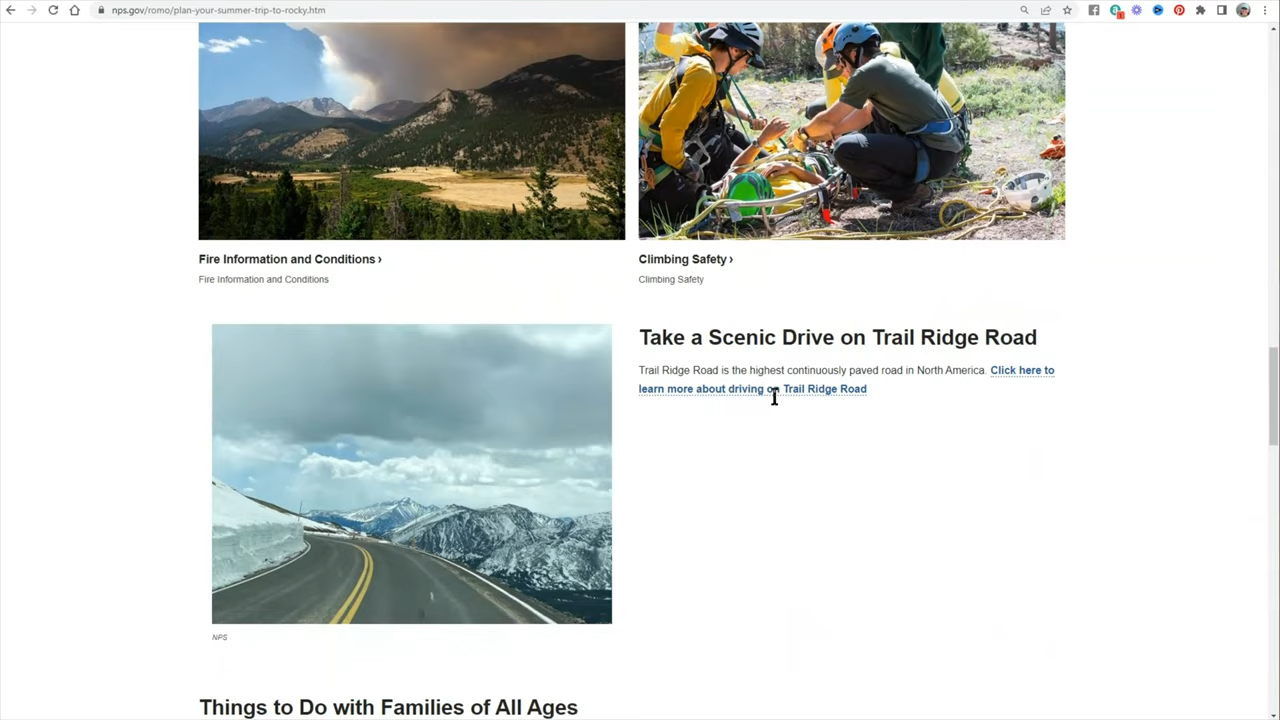 nps.gov/romo/plan-your-summer-trip-to-rocky.htm
Fire Information and Conditions ›
Climbing Safety ›
Fire Information and Conditions
Climbing Safety
Take a Scenic Drive on Trail Ridge Road
Trail Ridge Road is the highest continuously paved road in North America. Click here to
learn more about driving on Trail Ridge Road
NPS
Things to Do with Families of All Ages